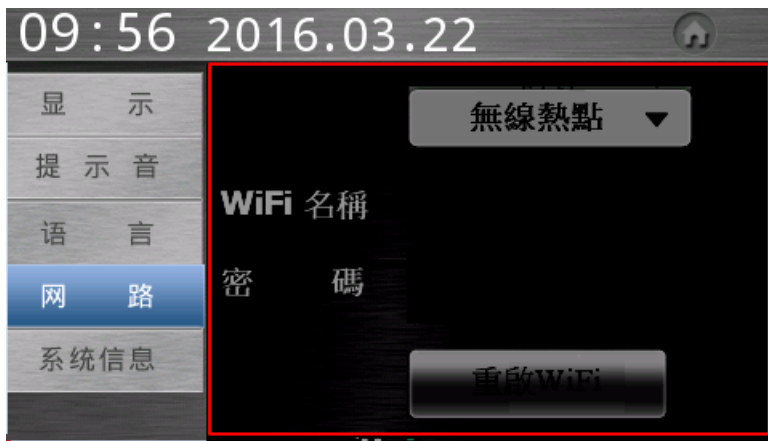 09:56 2016.03.22
显 示
提 示 音
语 言
网 路
系统信息
無線熱點
WiFi 名稱
密 碼
重啟WiFi